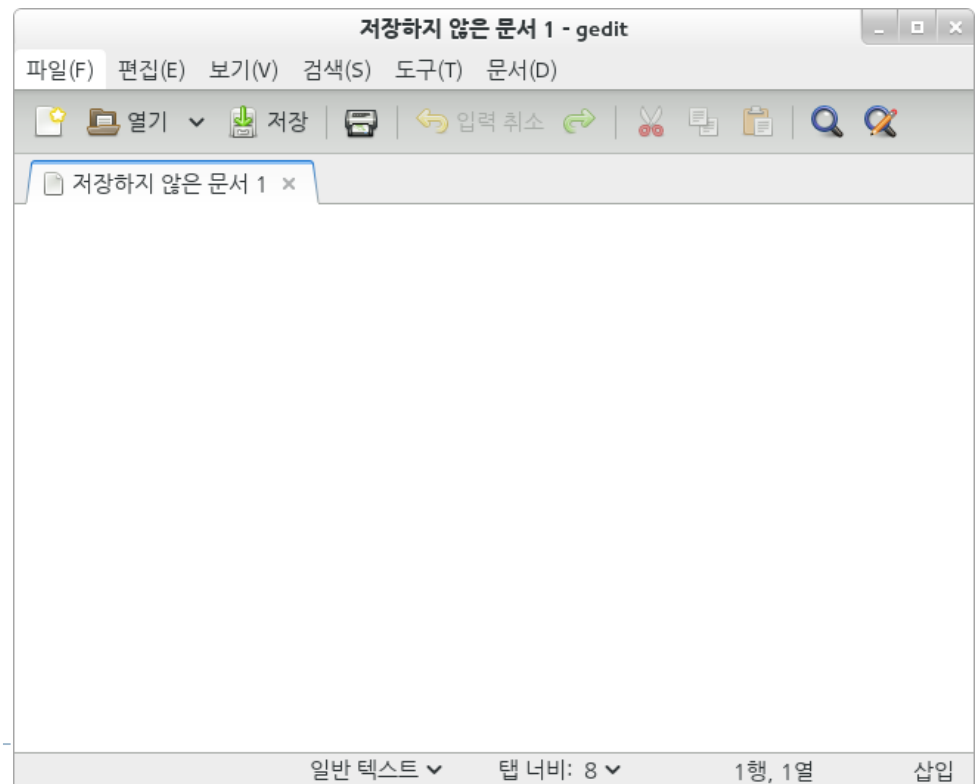 저장하지 않은 문서 1 - gedit
파일(F) 편집(E) 보기(V) 검색(S) 도구(T) 문서(D)
열기 저장 입력 취소
저장하지 않은 문서 1
일반 텍스트 탭 너비: 8 1행, 1열 삽입